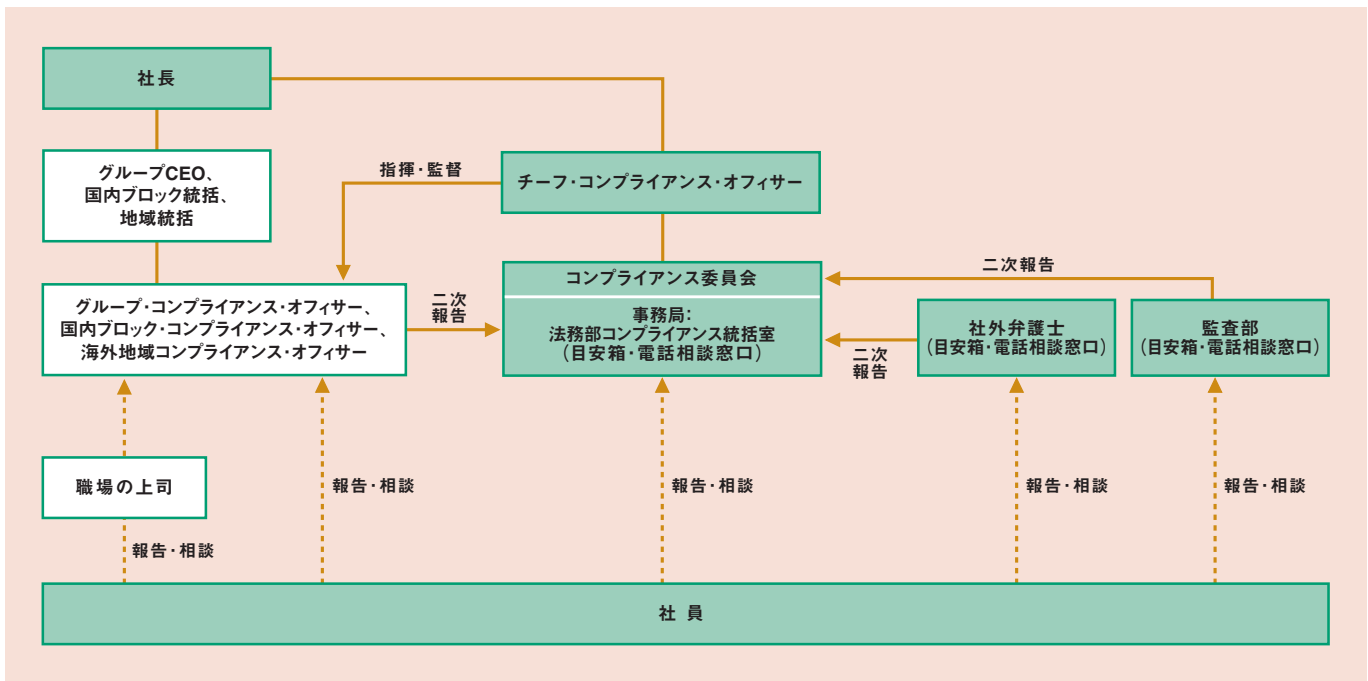 社長
グループCEO、
国内ブロック統括、
地域統括
指揮・監督
チーフ・コンプライアンス・オフィサー
グループ・コンプライアンス・オフィサー、
国内ブロック・コンプライアンス・オフィサー、
海外地域コンプライアンス・オフィサー
二次
報告
コンプライアンス委員会
事務局：
法務部コンプライアンス統括室
（目安箱・電話相談窓口）
二次報告
二次
報告
社外弁護士
（目安箱・電話相談窓口）
監査部
（目安箱・電話相談窓口）
職場の上司
報告・相談
報告・相談
報告・相談
報告・相談
報告・相談
社員